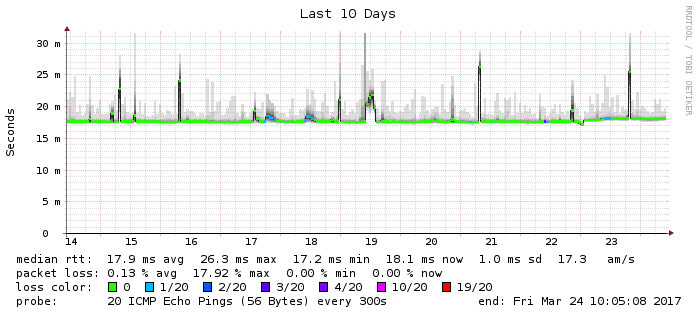 Last 10 Days
RRDTOOL / TOBI OETIKER
Seconds
30 m
25 m
20 m
15 m
10 m
5 m
0
14 15 16 17 18 19 20 21 22 23
median rtt: 17.9 ms avg 26.3 ms max 17.2 ms min 18.1 ms now 1.0 ms sd 17.3 am/s
packet loss: 0.13 % avg 17.92 % max 0.00 % min 0.00 % now
loss color: 0 1/20 2/20 3/20 4/20 10/20 19/20
probe: 20 ICMP Echo Pings (56 Bytes) every 300s end: Fri Mar 24 10:05:08 2017